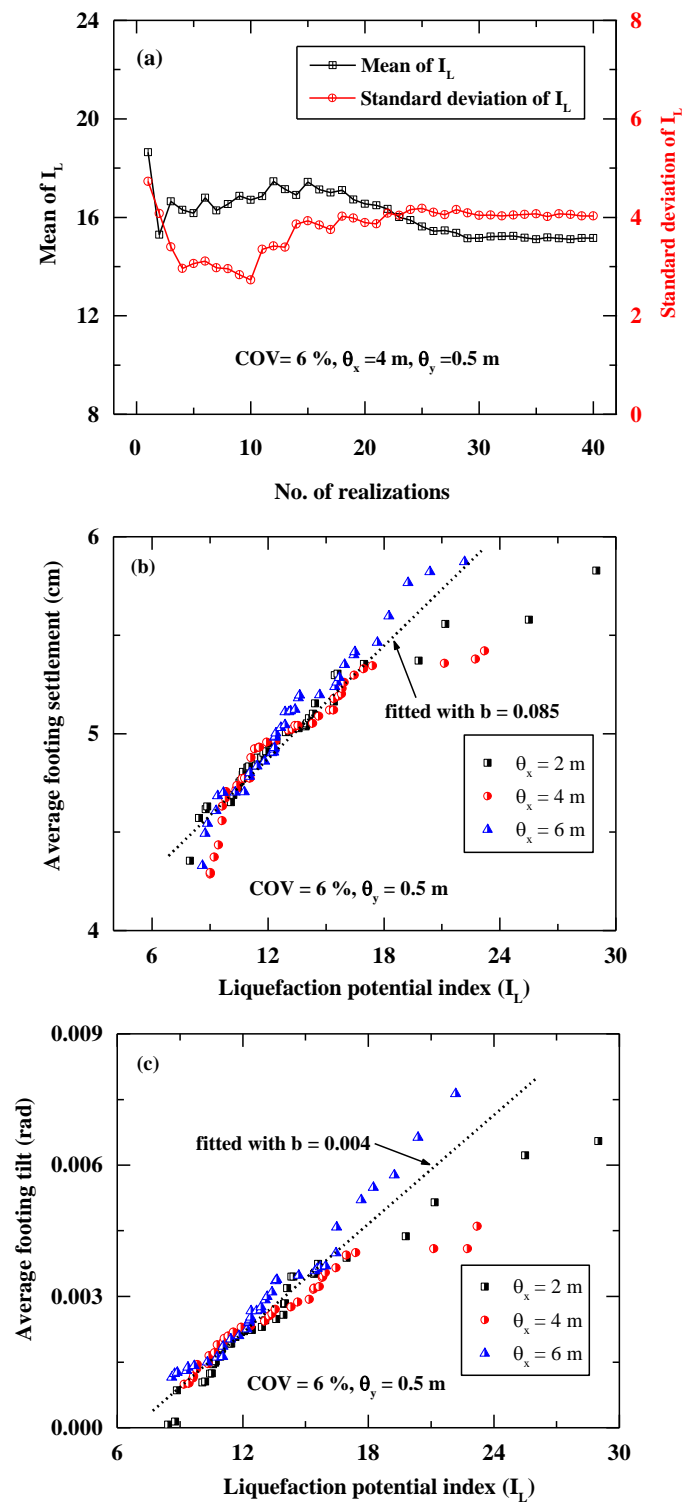 (a)
Mean of I_L
Standard deviation of I_L
24
20
16
12
8
Mean of I_L
8
6
4
2
0
Standard deviation of I_L
COV= 6 %, θ_x =4 m, θ_y =0.5 m
0 10 20 30 40
No. of realizations
(b)
6
5
4
Average footing settlement (cm)
fitted with b = 0.085
θ_x = 2 m
θ_x = 4 m
θ_x = 6 m
COV = 6 %, θ_y = 0.5 m
6 12 18 24 30
Liquefaction potential index (I_L)
(c)
0.009
0.006
0.003
0.000
Average footing tilt (rad)
fitted with b = 0.004
θ_x = 2 m
θ_x = 4 m
θ_x = 6 m
COV = 6 %, θ_y = 0.5 m
6 12 18 24 30
Liquefaction potential index (I_L)